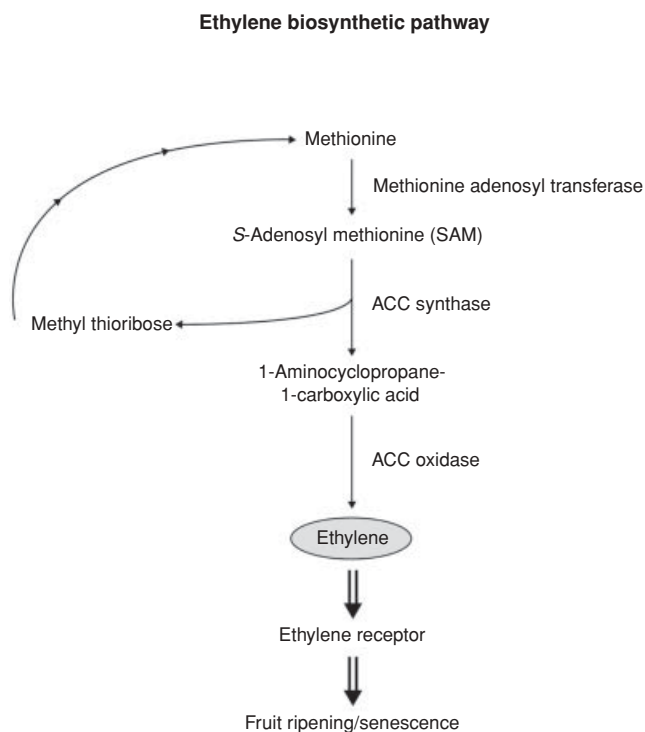 Ethylene biosynthetic pathway
Methionine
Methionine adenosyl transferase
S-Adenosyl methionine (SAM)
ACC synthase
Methyl thioribose
1-Aminocyclopropane-
1-carboxylic acid
ACC oxidase
Ethylene
Ethylene receptor
Fruit ripening/senescence